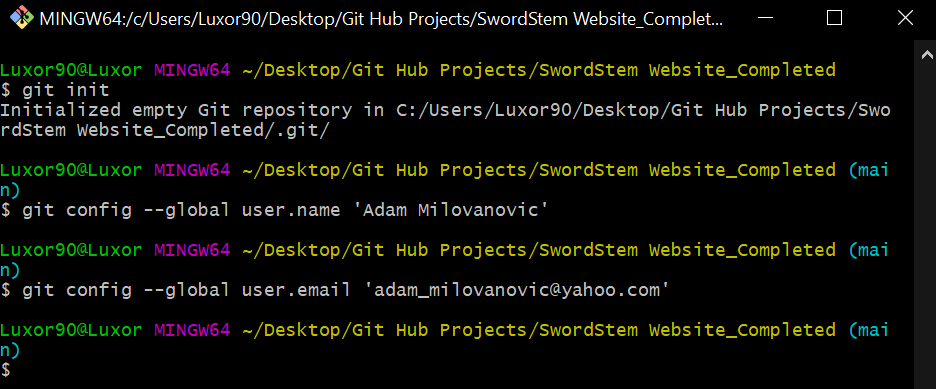 MINGW64:/c/Users/Luxor90/Desktop/Git Hub Projects/SwordStem Website_Complet...
Luxor90@Luxor MINGW64 ~/Desktop/Git Hub Projects/SwordStem Website_Completed
$ git init
Initialized empty Git repository in C:/Users/Luxor90/Desktop/Git Hub Projects/Swo
rdStem Website_Completed/.git/
Luxor90@Luxor MINGW64 ~/Desktop/Git Hub Projects/SwordStem Website_Completed (mai
n)
$ git config --global user.name 'Adam Milovanovic'
Luxor90@Luxor MINGW64 ~/Desktop/Git Hub Projects/SwordStem Website_Completed (mai
n)
$ git config --global user.email 'adam_milovanovic@yahoo.com'
Luxor90@Luxor MINGW64 ~/Desktop/Git Hub Projects/SwordStem Website_Completed (mai
n)
$